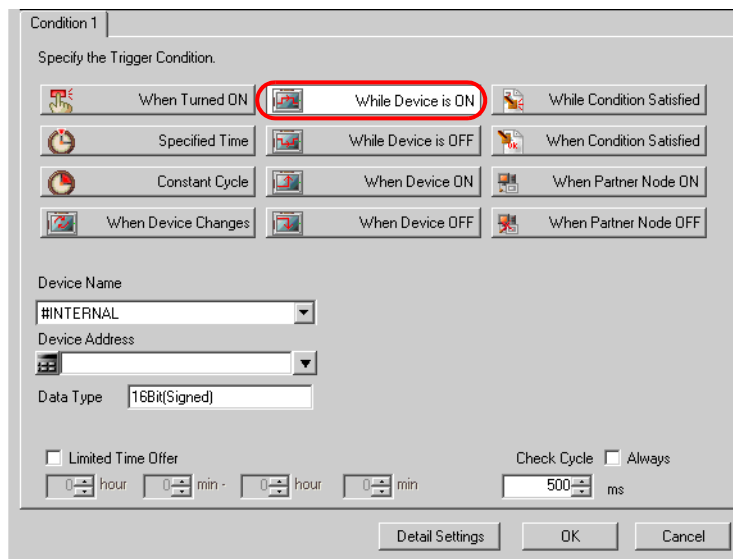 Condition 1
Specify the Trigger Condition.
When Turned ON While Device is ON While Condition Satisfied
Specified Time While Device is OFF When Condition Satisfied
Constant Cycle When Device ON When Partner Node ON
When Device Changes When Device OFF When Partner Node OFF
Device Name
#INTERNAL
Device Address
Data Type 16Bit(Signed)
Limited Time Offer Check Cycle Always
0 hour 0 min - 0 hour 0 min 500 ms
Detail Settings OK Cancel